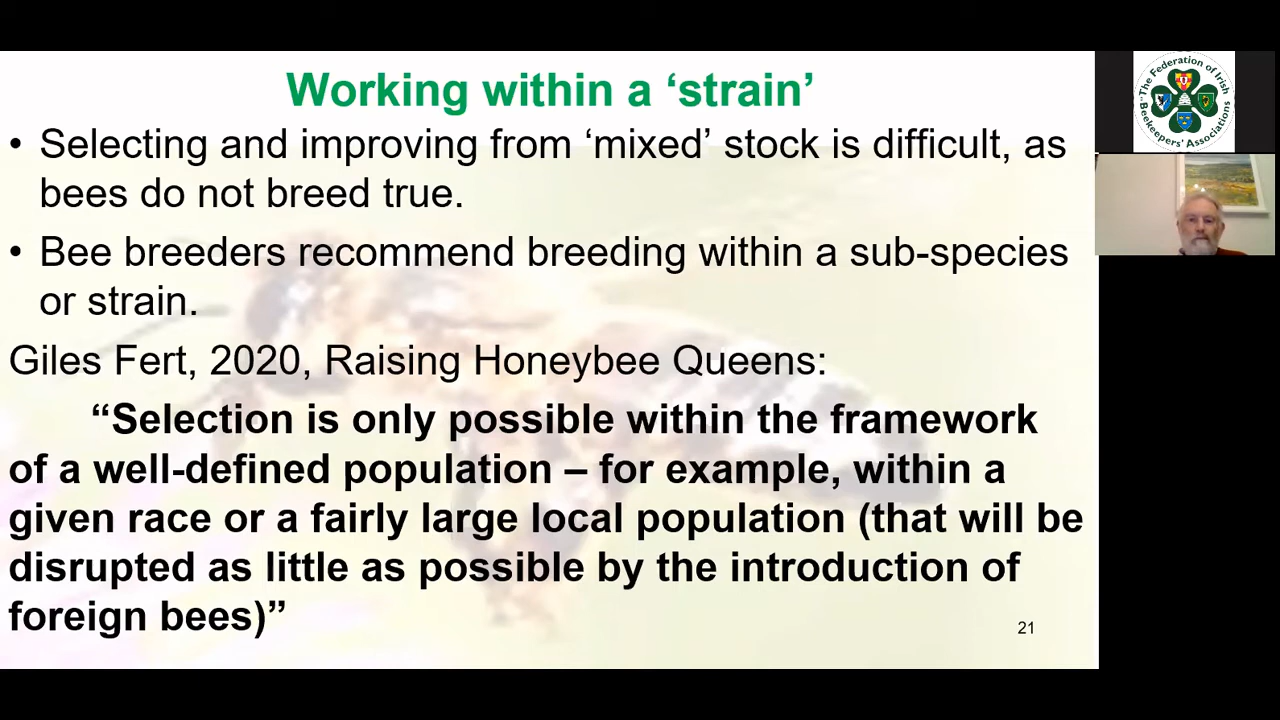 Working within a ‘strain’
• Selecting and improving from ‘mixed’ stock is difficult, as
bees do not breed true.
• Bee breeders recommend breeding within a sub-species
or strain.
Giles Fert, 2020, Raising Honeybee Queens:
“Selection is only possible within the framework
of a well-defined population – for example, within a
given race or a fairly large local population (that will be
disrupted as little as possible by the introduction of
foreign bees)”
21
"The Federation of Irish
Beekeepers' Associations"